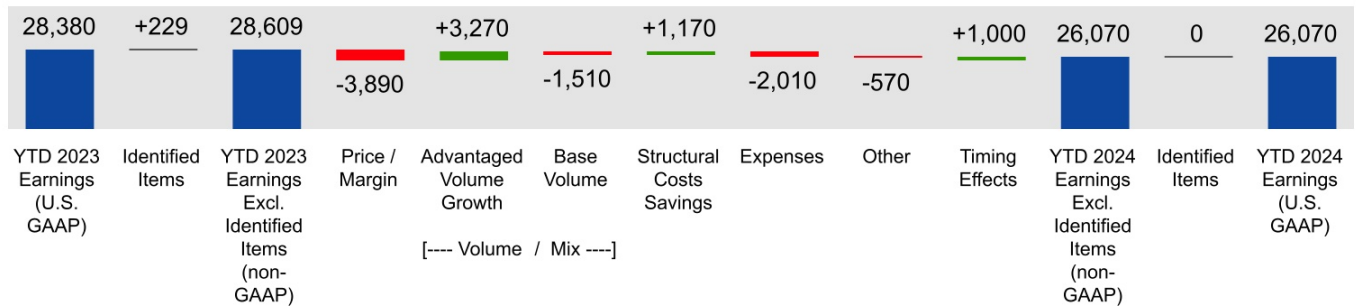 28,380
+229
28,609
-3,890
+3,270
-1,510
+1,170
-2,010
-570
+1,000
26,070
0
26,070
YTD 2023
Earnings
(U.S.
GAAP)
Identified
Items
YTD 2023
Earnings
Excl.
Identified
Items
(non-
GAAP)
Price /
Margin
Advantaged
Volume
Growth
Base
Volume
[---- Volume / Mix ----]
Structural
Costs
Savings
Expenses
Other
Timing
Effects
YTD 2024
Earnings
Excl.
Identified
Items
(non-
GAAP)
Identified
Items
YTD 2024
Earnings
(U.S.
GAAP)